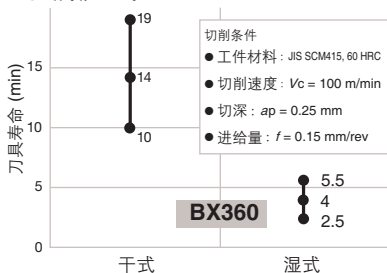 19
切削条件
● 工件材料：JIS SCM415, 60 HRC
● 切削速度：Vc = 100 m/min
● 切深：ap = 0.25 mm
● 进给量：f = 0.15 mm/rev
15
14
10
10
刀具寿命 (min)
5
5.5
4
2.5
BX360
0
干式
湿式